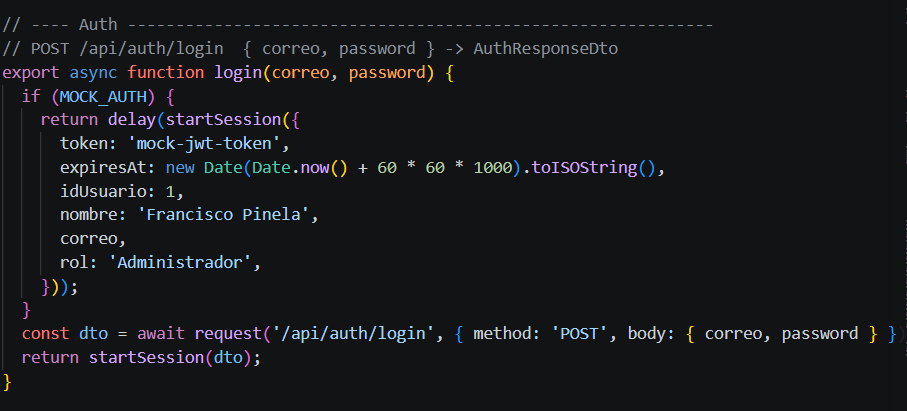 // ---- Auth -----------------------------------------------------------
// POST /api/auth/login  { correo, password } -> AuthResponseDto
export async function login(correo, password) {
  if (MOCK_AUTH) {
    return delay(startSession({
      token: 'mock-jwt-token',
      expiresAt: new Date(Date.now() + 60 * 60 * 1000).toISOString(),
      idUsuario: 1,
      nombre: 'Francisco Pinela',
      correo,
      rol: 'Administrador',
    }));
  }
  const dto = await request('/api/auth/login', { method: 'POST', body: { correo, password } })
  return startSession(dto);
}